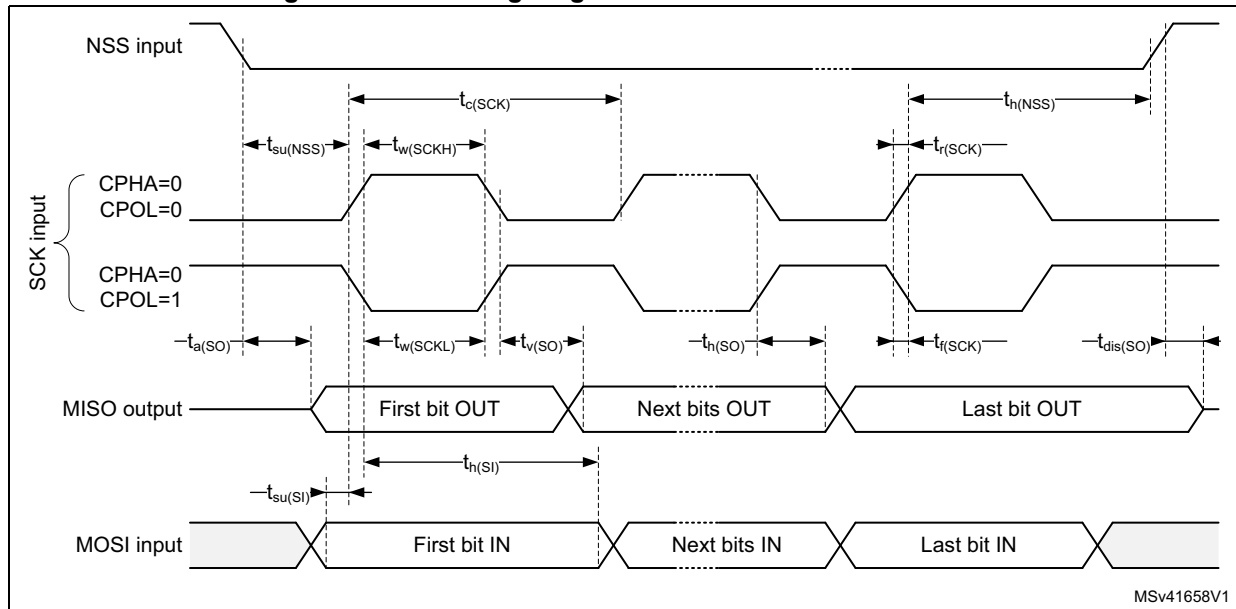 NSS input
tc(SCK)
th(NSS)
tsu(NSS)
tw(SCKH)
tr(SCK)
SCK input
CPHA=0
CPOL=0
CPHA=0
CPOL=1
ta(SO)
tw(SCKL)
tv(SO)
th(SO)
tf(SCK)
tdis(SO)
MISO output
First bit OUT
Next bits OUT
Last bit OUT
th(SI)
tsu(SI)
MOSI input
First bit IN
Next bits IN
Last bit IN
MSv41658V1